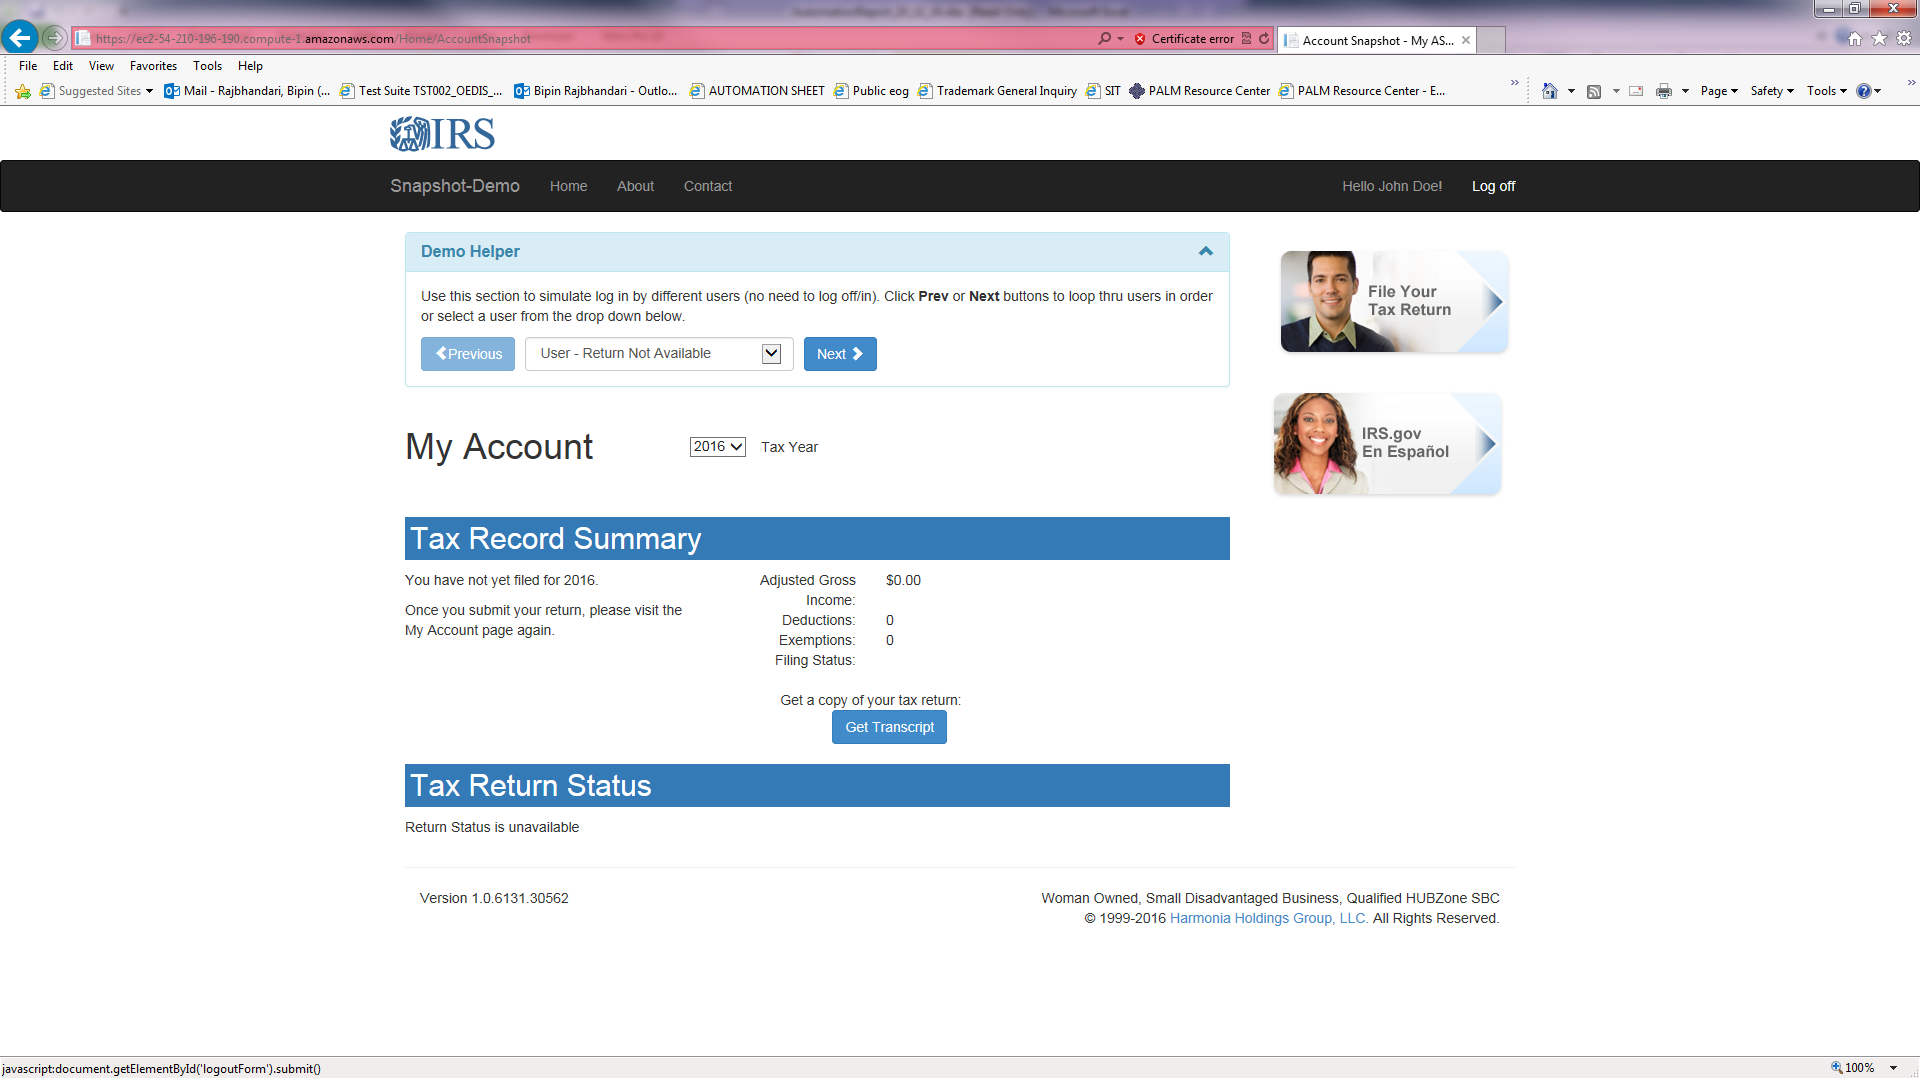 https://ec2-54-210-196-190.compute-1.amazonaws.com/Home/AccountSnapshot
Certificate error
Account Snapshot - My AS...
File Edit View Favorites Tools Help
Suggested Sites
Mail - Rajbhandari, Bipin (...
Test Suite TST002_OEDIS_...
Bipin Rajbhandari - Outlo...
AUTOMATION SHEET
Public eog
Trademark General Inquiry
SIT
PALM Resource Center
PALM Resource Center - E...
Page Safety Tools
IRS
Snapshot-Demo Home About Contact Hello John Doe! Log off
Demo Helper
Use this section to simulate log in by different users (no need to log off/in). Click Prev or Next buttons to loop thru users in order
or select a user from the drop down below.
Previous User - Return Not Available Next
File Your
Tax Return
IRS.gov
En Español
My Account 2016 Tax Year
Tax Record Summary
You have not yet filed for 2016.
Once you submit your return, please visit the
My Account page again.
Adjusted Gross
Income: $0.00
Deductions: 0
Exemptions: 0
Filing Status:
Get a copy of your tax return:
Get Transcript
Tax Return Status
Return Status is unavailable
Version 1.0.6131.30562
Woman Owned, Small Disadvantaged Business, Qualified HUBZone SBC
© 1999-2016 Harmonia Holdings Group, LLC. All Rights Reserved.
javascript:document.getElementById('logoutForm').submit()
100%